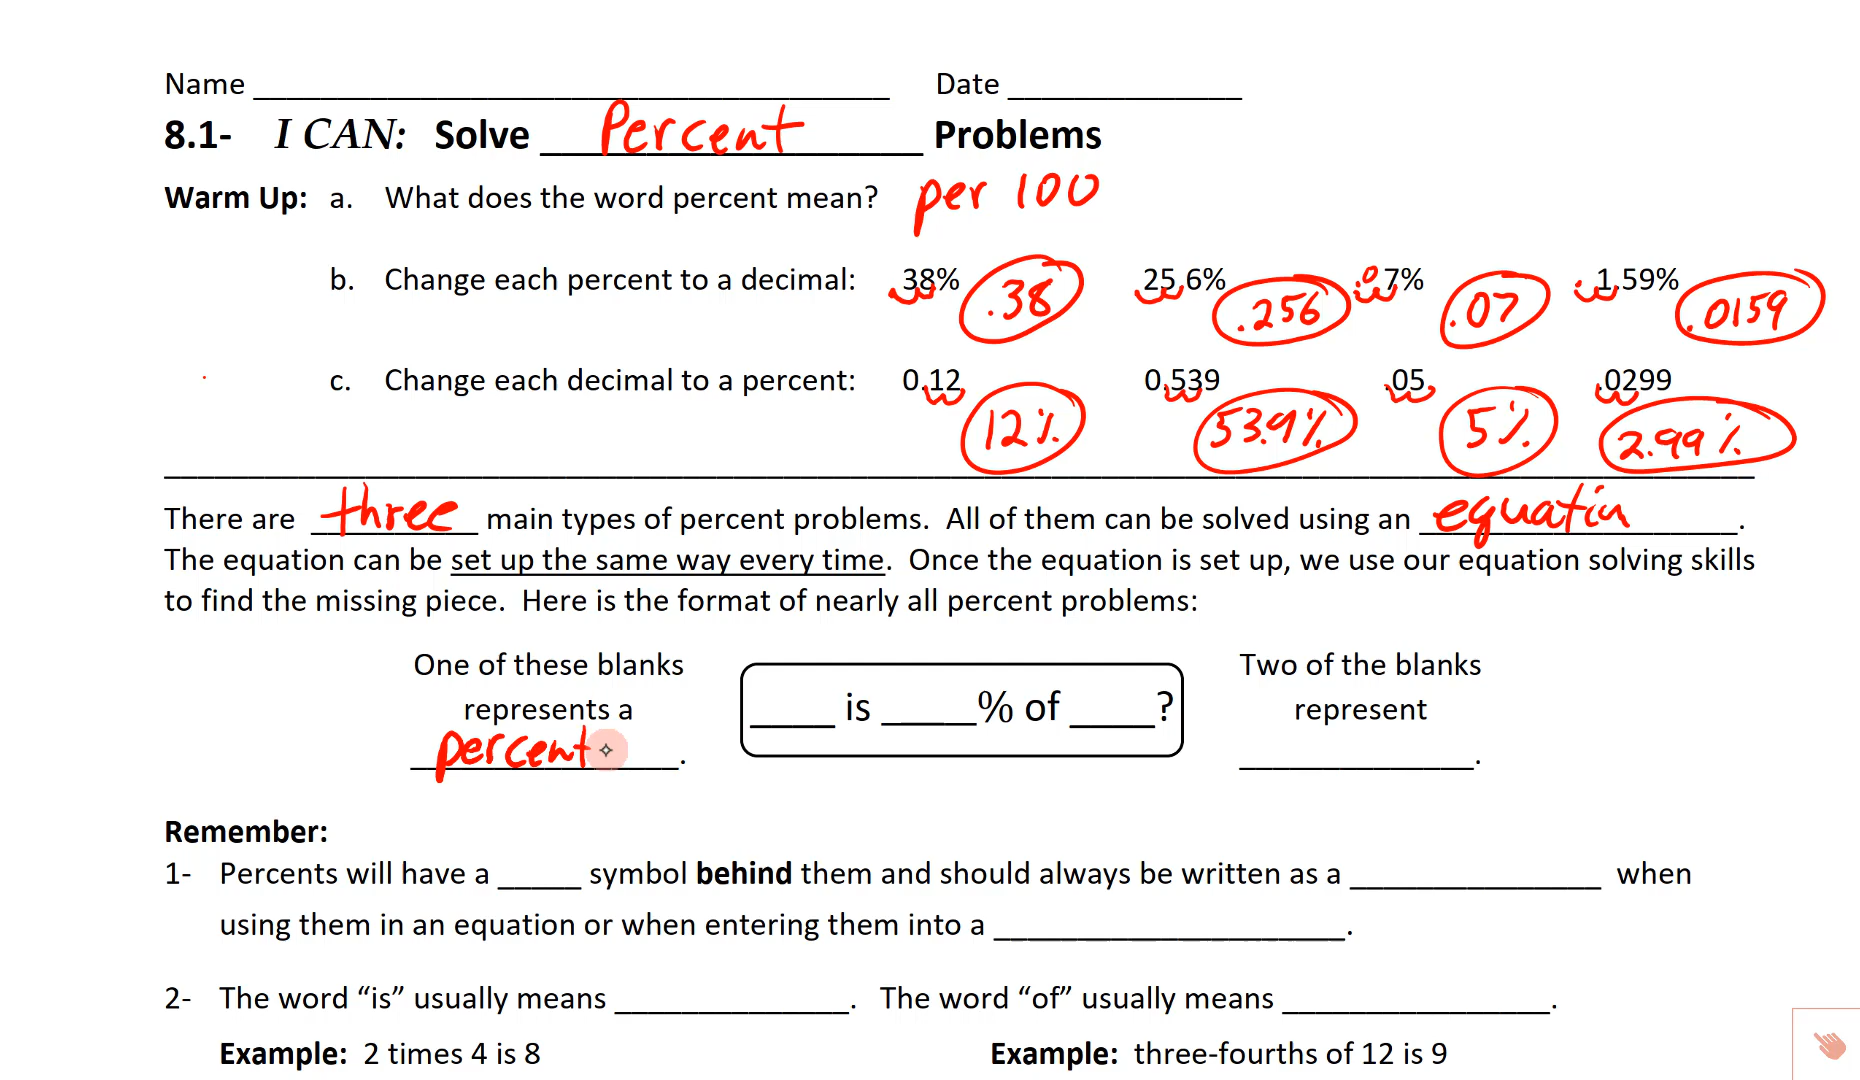 Name ____________ Date ____________
8.1- I CAN: Solve Percent Problems
Warm Up: a. What does the word percent mean? per 100
b. Change each percent to a decimal: 38% .38 25.6% .256 .07% .07 1.59% .0159
c. Change each decimal to a percent: 0.12 12% 0.539 53.9% .05 5% .0299 2.99%
There are three main types of percent problems. All of them can be solved using an equatin.
The equation can be set up the same way every time. Once the equation is set up, we use our equation solving skills
to find the missing piece. Here is the format of nearly all percent problems:
One of these blanks
represents a
percent.
____ is ____% of ____?
Two of the blanks
represent
____________.
Remember:
1- Percents will have a _____ symbol behind them and should always be written as a ____________ when
using them in an equation or when entering them into a ____________.
2- The word “is” usually means ____________. The word “of” usually means ____________.
Example: 2 times 4 is 8 Example: three-fourths of 12 is 9